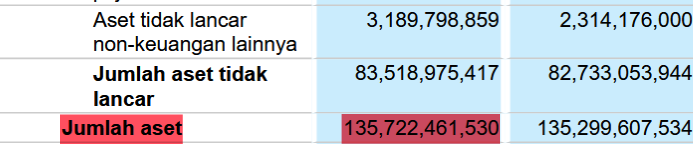 Aset tidak lancar 3,189,798,859 2,314,176,000
non-keuangan lainnya
Jumlah aset tidak 83,518,975,417 82,733,053,944
lancar
Jumlah aset 135,722,461,530 135,299,607,534